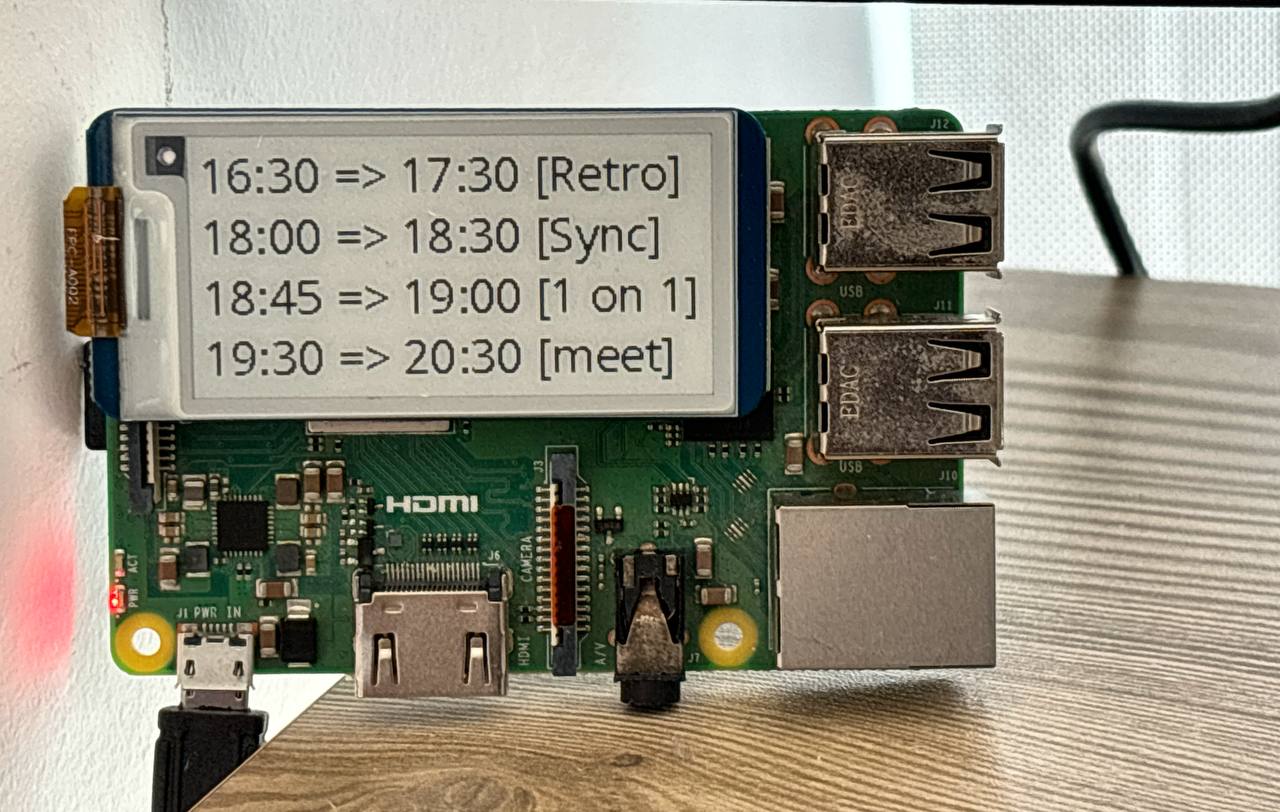 16:30 => 17:30 [Retro]
18:00 => 18:30 [Sync]
18:45 => 19:00 [1 on 1]
19:30 => 20:30 [meet]
J12
EDAC
USB
J11
EDAC
USB
J10
HDMI
J3
CAMERA
J6
ACT
PWR
J1 PWR IN
HDMI
A/V
J7